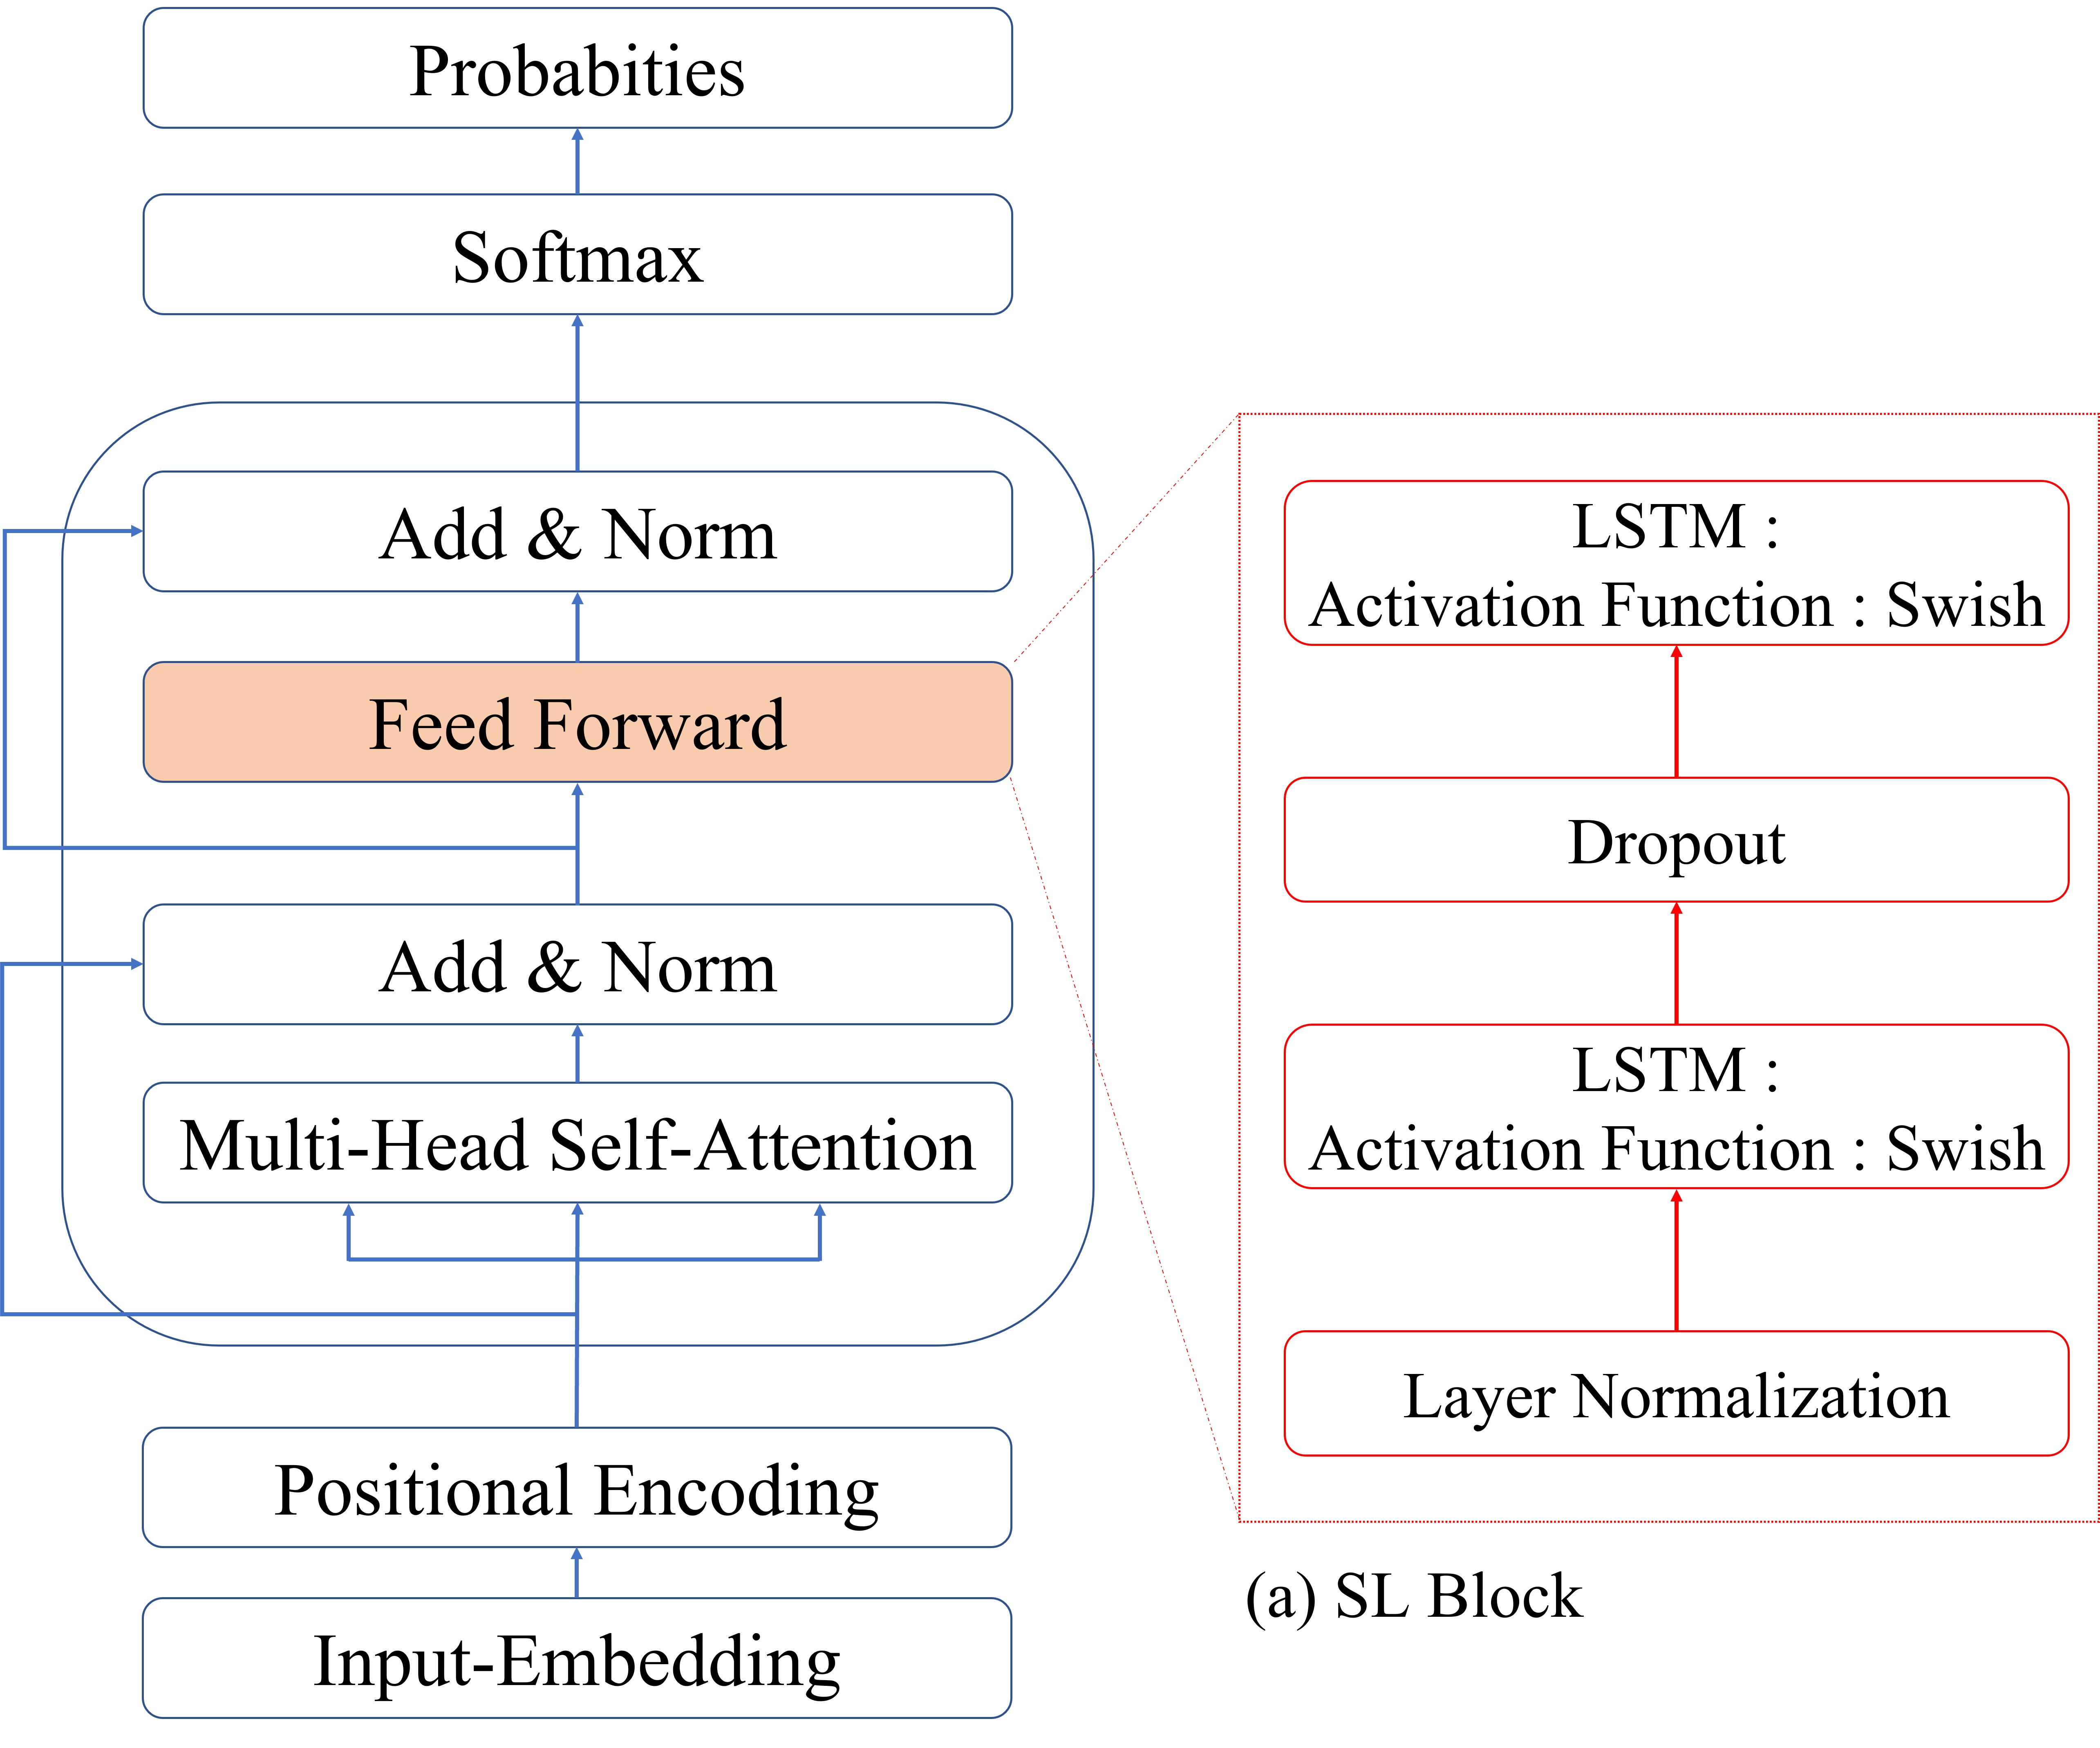 Probabities
Softmax
Add & Norm
Feed Forward
Add & Norm
Multi-Head Self-Attention
Positional Encoding
Input-Embedding
LSTM :
Activation Function : Swish
Dropout
LSTM :
Activation Function : Swish
Layer Normalization
(a) SL Block